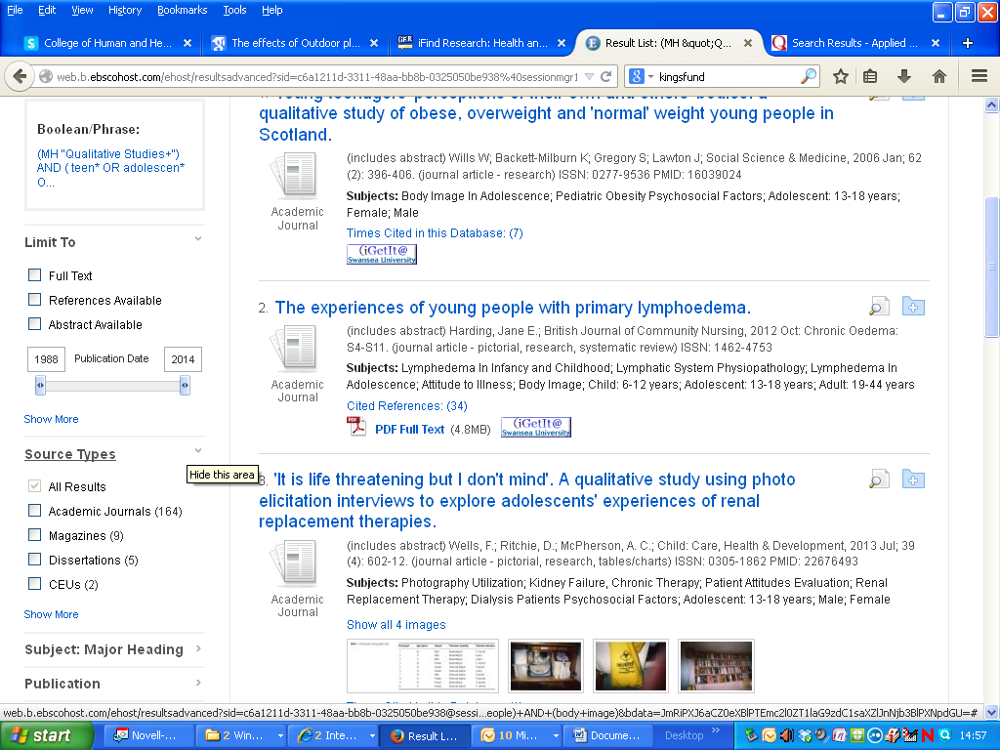 File Edit View History Bookmarks Tools Help
College of Human and He... × The effects of Outdoor pl... × iFind Research: Health an... × Result List: (MH &quot;Q... × Search Results - Applied ... × +
web.b.ebscohost.com/ehost/resultsadvanced?sid=c6a1211d-3311-48aa-bb8b-0325050be938%40sessionmgr1
kingsfund
Boolean/Phrase:
(MH "Qualitative Studies+")
AND ( teen* OR adolescen*
O...
Limit To
Full Text
References Available
Abstract Available
1988 Publication Date 2014
Show More
Source Types
Hide this area
All Results
Academic Journals (164)
Magazines (9)
Dissertations (5)
CEUs (2)
Show More
Subject: Major Heading
Publication
Young teenagers' perceptions of their own and others' bodies: a
qualitative study of obese, overweight and 'normal' weight young people in
Scotland.
Academic
Journal
(includes abstract) Wills W; Backett-Milburn K; Gregory S; Lawton J; Social Science & Medicine, 2006 Jan; 62
(2): 396-406. (journal article - research) ISSN: 0277-9536 PMID: 16039024
Subjects: Body Image In Adolescence; Pediatric Obesity Psychosocial Factors; Adolescent: 13-18 years;
Female; Male
Times Cited in this Database: (7)
iGetIt@
Swansea University
2. The experiences of young people with primary lymphoedema.
Academic
Journal
(includes abstract) Harding, Jane E.; British Journal of Community Nursing, 2012 Oct: Chronic Oedema:
S4-S11. (journal article - pictorial, research, systematic review) ISSN: 1462-4753
Subjects: Lymphedema In Infancy and Childhood; Lymphatic System Physiopathology; Lymphedema In
Adolescence; Attitude to Illness; Body Image; Child: 6-12 years; Adolescent: 13-18 years; Adult: 19-44 years
Cited References: (34)
PDF Full Text (4.8MB)
iGetIt@
Swansea University
3. 'It is life threatening but I don't mind'. A qualitative study using photo
elicitation interviews to explore adolescents' experiences of renal
replacement therapies.
Academic
Journal
(includes abstract) Wells, F.; Ritchie, D.; McPherson, A. C.; Child: Care, Health & Development, 2013 Jul; 39
(4): 602-12. (journal article - pictorial, research, tables/charts) ISSN: 0305-1862 PMID: 22676493
Subjects: Photography Utilization; Kidney Failure, Chronic Therapy; Patient Attitudes Evaluation; Renal
Replacement Therapy; Dialysis Patients Psychosocial Factors; Adolescent: 13-18 years; Male; Female
Show all 4 images
web.b.ebscohost.com/ehost/resultsadvanced?sid=c6a1211d-3311-48aa-bb8b-0325050be938@sessi...eople)+AND+(body+image)&bdata=JmRiPXJ6aCZ0eXBlPTEmc2l0ZT1laG9zdC1saXZlJnNjb3BlPXNpdGU=#
start Novell-... 2 Win... 2 Inte... Result L... 10 Mi... Docume... Desktop » 14:57